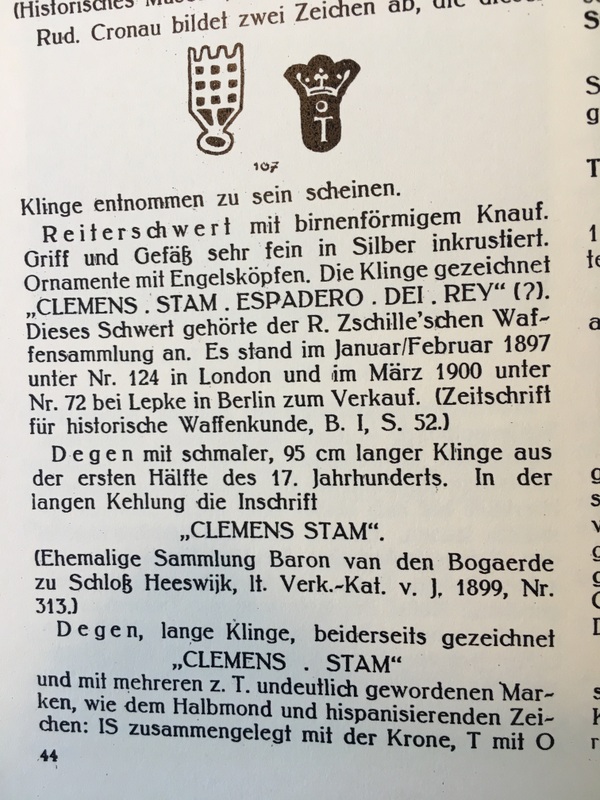 (Historisches
Rud. Cronau bildet zwei Zeichen ab, die
O
T
107
Klinge entnommen zu sein scheinen.
Reiterschwert mit birnenförmigem Knauf.
Griff und Gefäß sehr fein in Silber inkrustiert.
Ornamente mit Engelsköpfen. Die Klinge gezeichnet
„CLEMENS . STAM . ESPADERO . DEI . REY“ (?).
Dieses Schwert gehörte der R. Zschille'schen Waf-
fensammlung an. Es stand im Januar/Februar 1897
unter Nr. 124 in London und im März 1900 unter
Nr. 72 bei Lepke in Berlin zum Verkauf. (Zeitschrift
für historische Waffenkunde, B. I, S. 52.)
Degen mit schmaler, 95 cm langer Klinge aus
der ersten Hälfte des 17. Jahrhunderts. In der
langen Kehlung die Inschrift
„CLEMENS STAM“.
(Ehemalige Sammlung Baron van den Bogaerde
zu Schloß Heeswijk, lt. Verk.-Kat. v. J. 1899, Nr.
313.)
Degen, lange Klinge, beiderseits gezeichnet
„CLEMENS . STAM“
und mit mehreren z. T. undeutlich gewordenen Mar-
ken, wie dem Halbmond und hispanisierenden Zei-
chen: IS zusammengelegt mit der Krone, T mit O
44